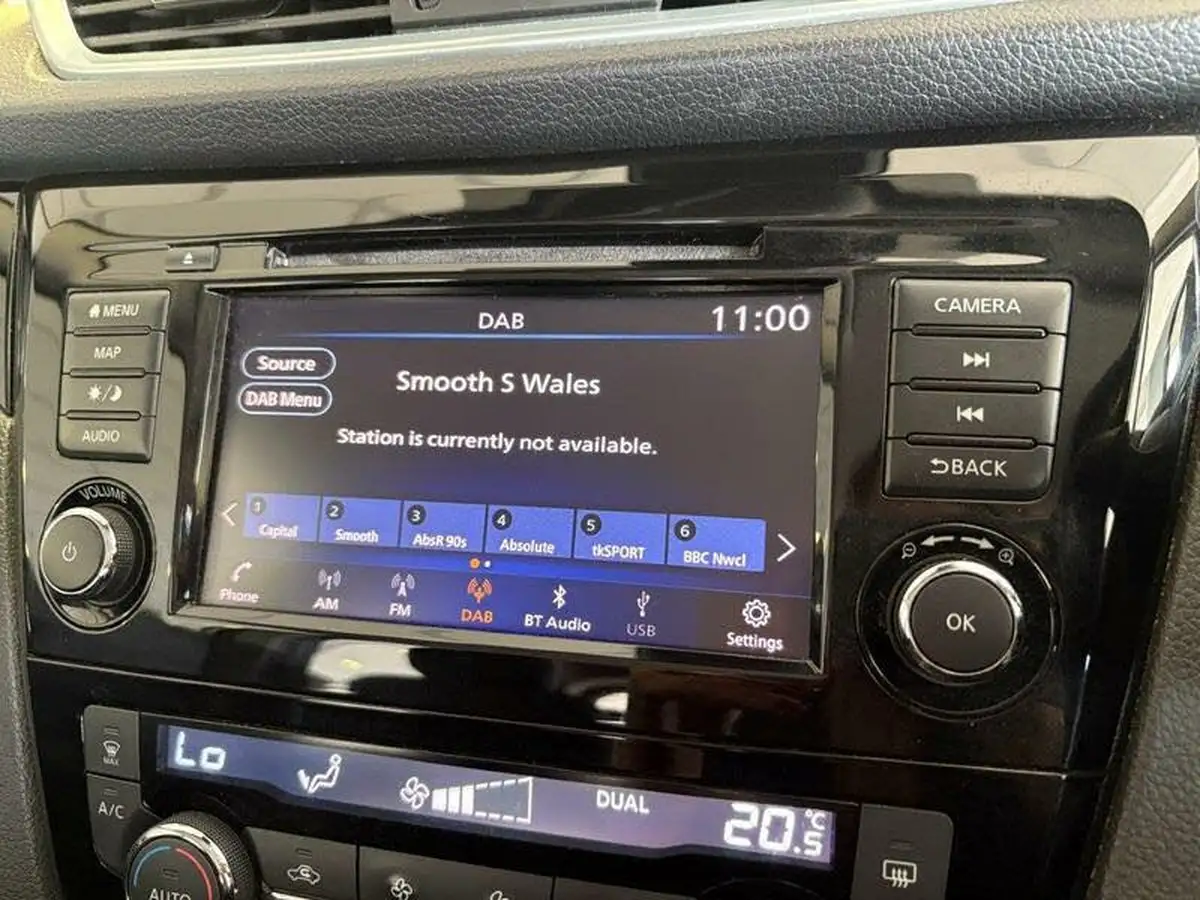 MENU
MAP
AUDIO
VOLUME
DAB
11:00
Source
DAB Menu
Smooth S Wales
Station is currently not available.
1 Capital
2 Smooth
3 AbsR 90s
4 Absolute
5 tkSPORT
6 BBC Nwcl
Phone
AM
FM
DAB
BT Audio
USB
Settings
CAMERA
BACK
OK
MAX
A/C
Lo
DUAL
20.5°C
AUTO